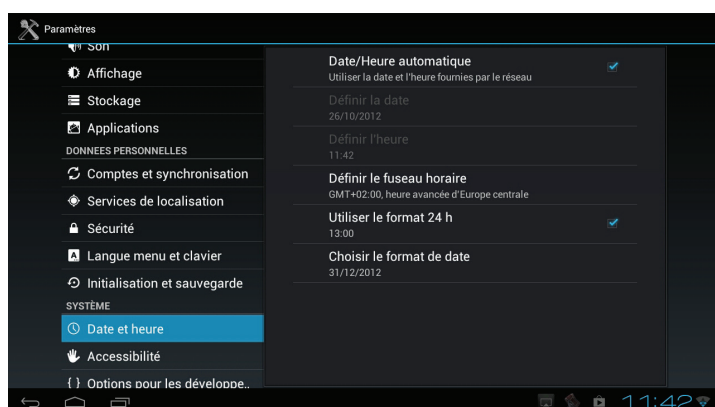 Paramètres
Son
Affichage
Stockage
Applications
DONNEES PERSONNELLES
Comptes et synchronisation
Services de localisation
Sécurité
Langue menu et clavier
Initialisation et sauvegarde
SYSTÈME
Date et heure
Accessibilité
{ } Options pour les développe..
Date/Heure automatique
Utiliser la date et l'heure fournies par le réseau
Définir la date
26/10/2012
Définir l'heure
11:42
Définir le fuseau horaire
GMT+02:00, heure avancée d'Europe centrale
Utiliser le format 24 h
13:00
Choisir le format de date
31/12/2012
11:42